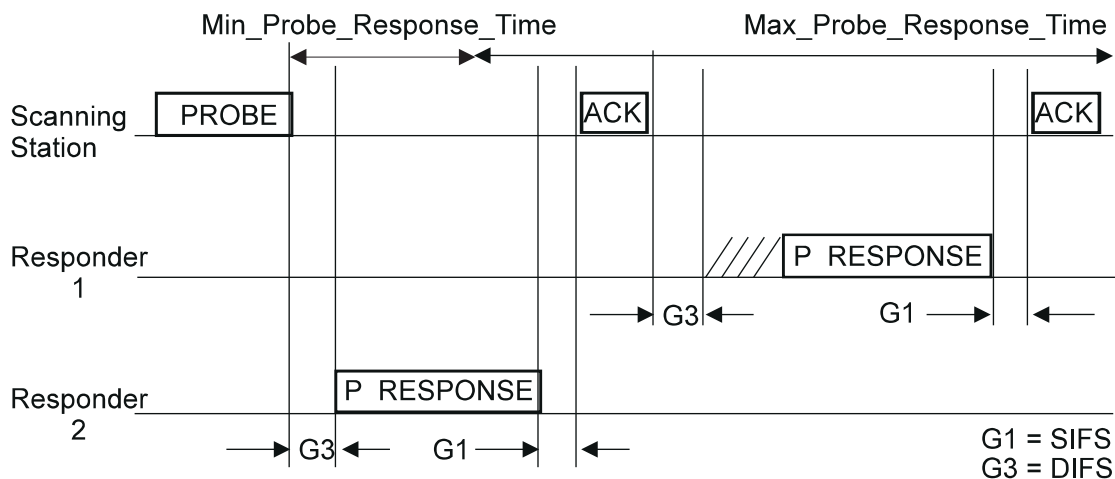 Min_Probe_Response_Time
Max_Probe_Response_Time
Scanning
Station
PROBE
ACK
ACK
Responder
1
P RESPONSE
G3
G1
Responder
2
P RESPONSE
G3
G1
G1 = SIFS
G3 = DIFS